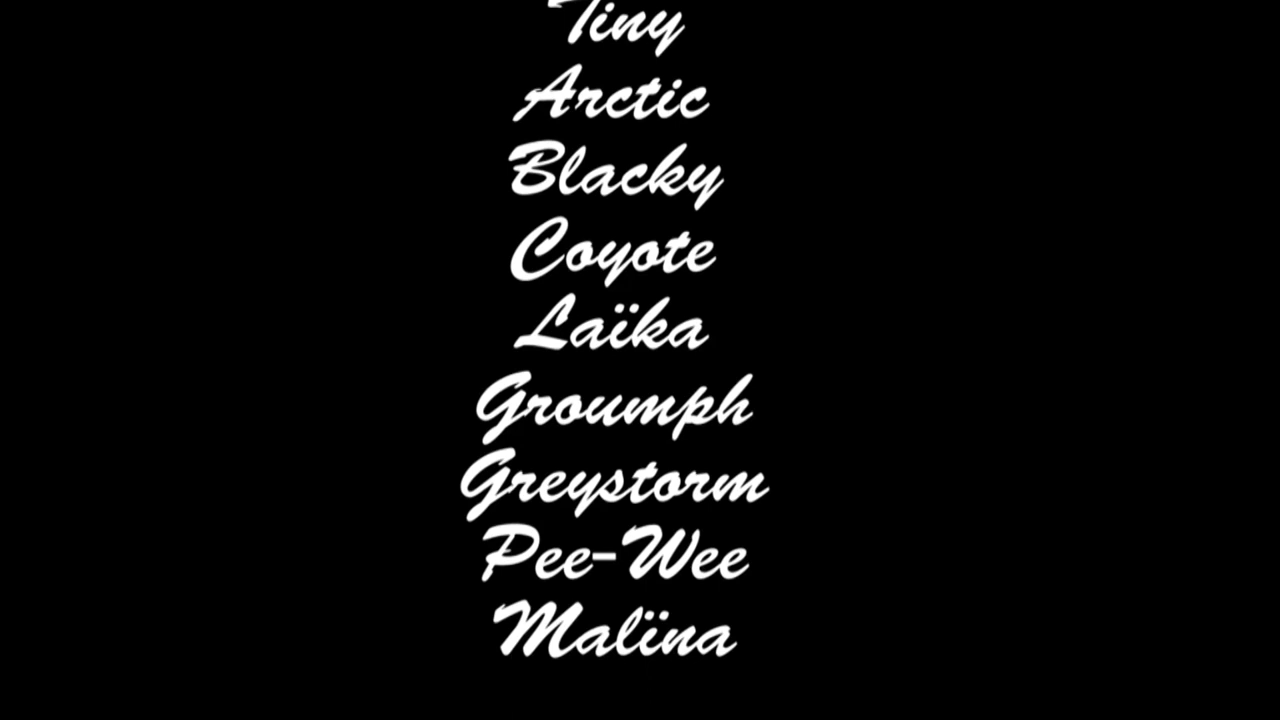 Tiny
Arctic
Blacky
Coyote
Laïka
Groumph
Greystorm
Pee-Wee
Malïna